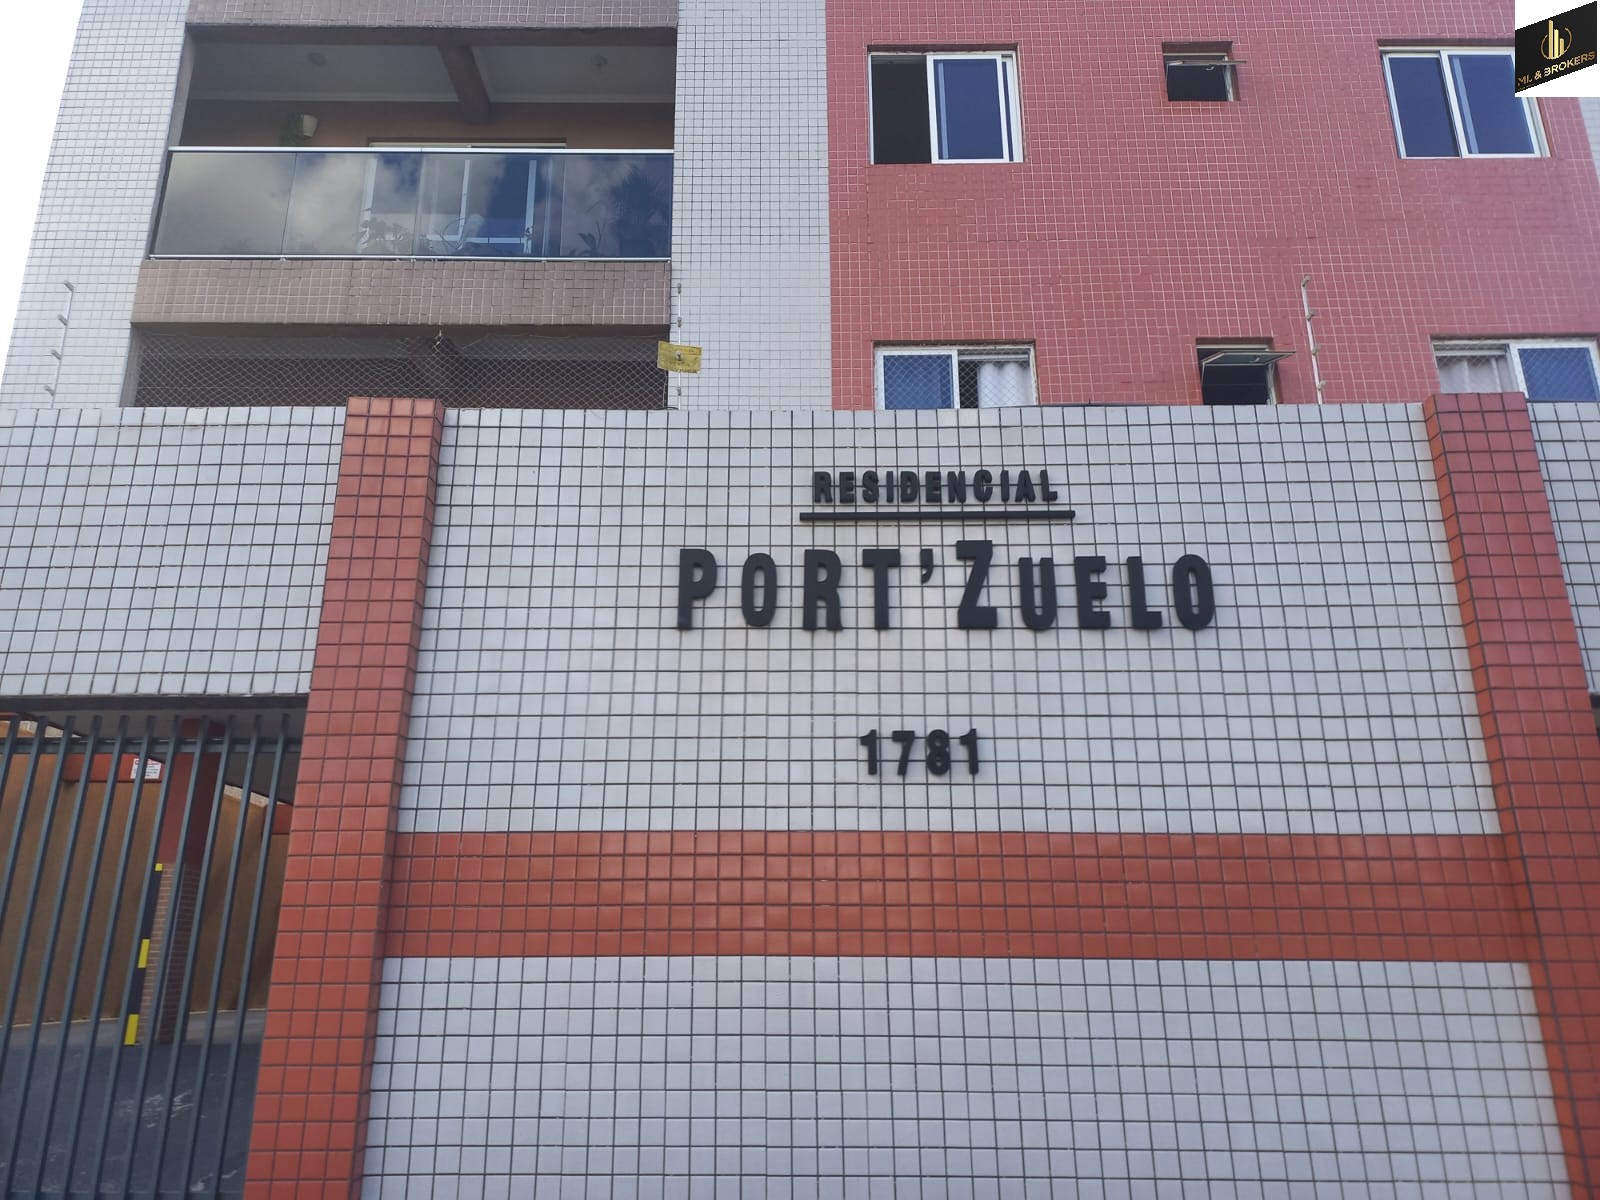 ML & BROKERS
RESIDENCIAL
PORT'ZUELO
1781